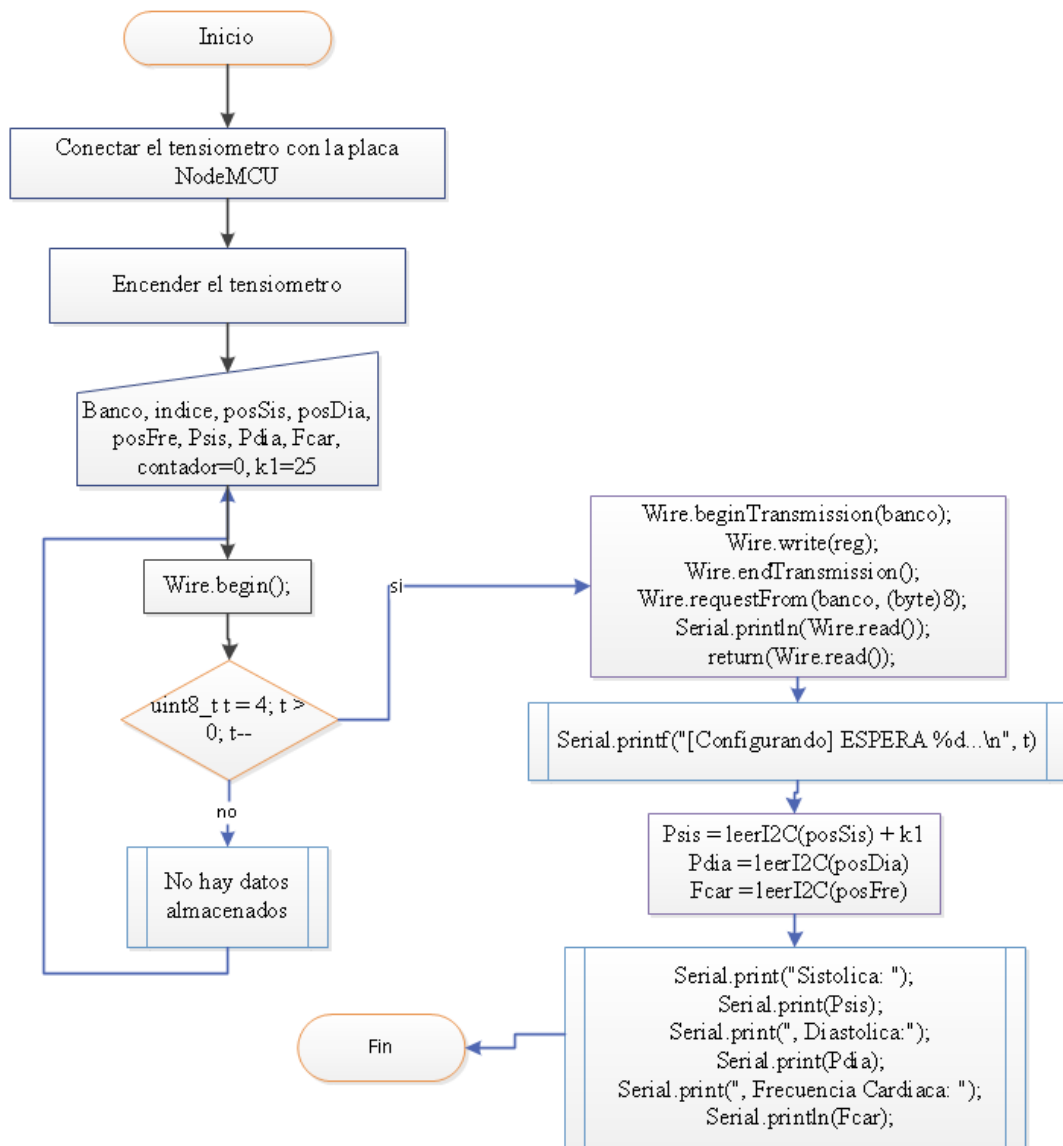 Inicio
Conectar el tensiometro con la placa
NodeMCU
Encender el tensiometro
Banco, indice, posSis, posDia,
posFre, Psis, Pdia, Fcar,
contador=0, k1=25
Wire.begin();
uint8_t t = 4; t >
0; t--
si
no
No hay datos
almacenados
Wire.beginTransmission(banco);
Wire.write(reg);
Wire.endTransmission();
Wire.requestFrom(banco, (byte)8);
Serial.println(Wire.read());
return(Wire.read());
Serial.printf("[Configurando] ESPERA %d...\n", t)
Psis = leerI2C(posSis) + k1
Pdia = leerI2C(posDia)
Fcar = leerI2C(posFre)
Serial.print("Sistolica: ");
Serial.print(Psis);
Serial.print(", Diastolica:");
Serial.print(Pdia);
Serial.print(", Frecuencia Cardiaca: ");
Serial.println(Fcar);
Fin